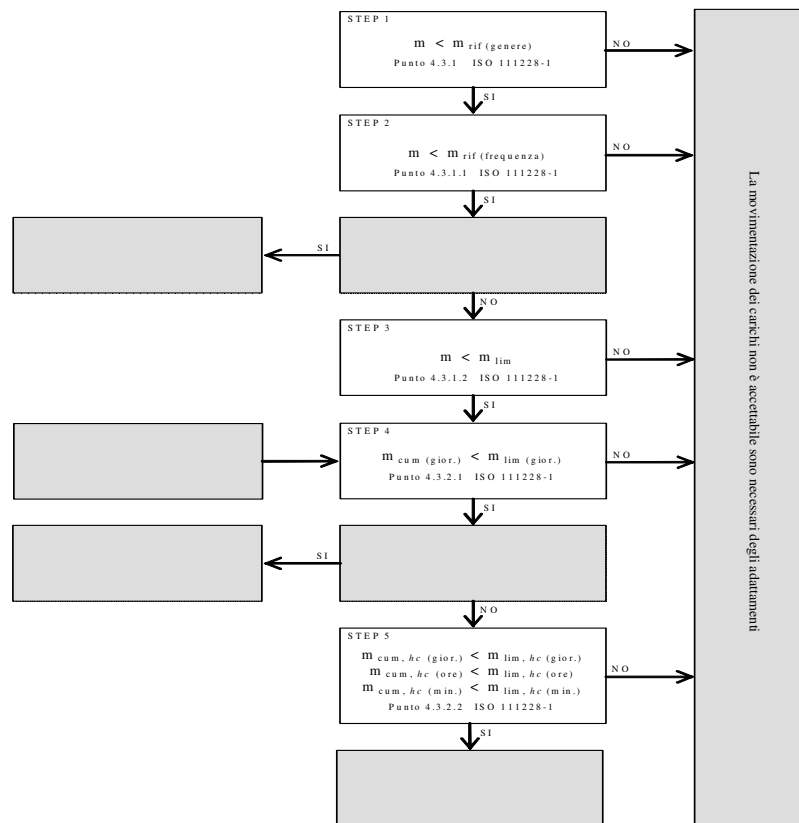 STEP 1
m < m rif (genere)
Punto 4.3.1 ISO 111228-1
NO
SI
STEP 2
m < m rif (frequenza)
Punto 4.3.1.1 ISO 111228-1
NO
SI
SI
NO
STEP 3
m < m lim
Punto 4.3.1.2 ISO 111228-1
NO
SI
STEP 4
m cum (gior.) < m lim (gior.)
Punto 4.3.2.1 ISO 111228-1
NO
SI
SI
NO
STEP 5
m cum, hc (gior.) < m lim, hc (gior.)
m cum, hc (ore) < m lim, hc (ore)
m cum, hc (min.) < m lim, hc (min.)
Punto 4.3.2.2 ISO 111228-1
NO
SI
La movimentazione dei carichi non è accettabile sono necessari degli adattamenti